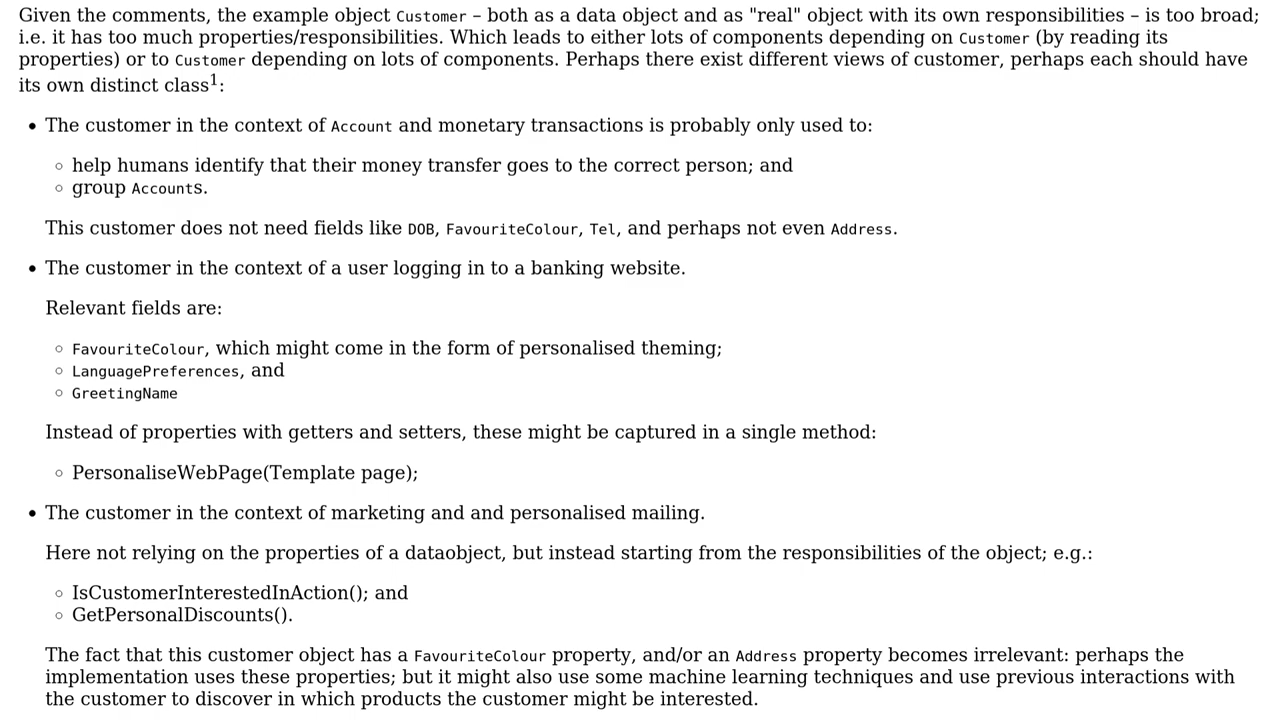 Given the comments, the example object Customer – both as a data object and as "real" object with its own responsibilities – is too broad;
i.e. it has too much properties/responsibilities. Which leads to either lots of components depending on Customer (by reading its
properties) or to Customer depending on lots of components. Perhaps there exist different views of customer, perhaps each should have
its own distinct class1:
• The customer in the context of Account and monetary transactions is probably only used to:
◦ help humans identify that their money transfer goes to the correct person; and
◦ group Accounts.
This customer does not need fields like DOB, FavouriteColour, Tel, and perhaps not even Address.
• The customer in the context of a user logging in to a banking website.
Relevant fields are:
◦ FavouriteColour, which might come in the form of personalised theming;
◦ LanguagePreferences, and
◦ GreetingName
Instead of properties with getters and setters, these might be captured in a single method:
◦ PersonaliseWebPage(Template page);
• The customer in the context of marketing and and personalised mailing.
Here not relying on the properties of a dataobject, but instead starting from the responsibilities of the object; e.g.:
◦ IsCustomerInterestedInAction(); and
◦ GetPersonalDiscounts().
The fact that this customer object has a FavouriteColour property, and/or an Address property becomes irrelevant: perhaps the
implementation uses these properties; but it might also use some machine learning techniques and use previous interactions with
the customer to discover in which products the customer might be interested.